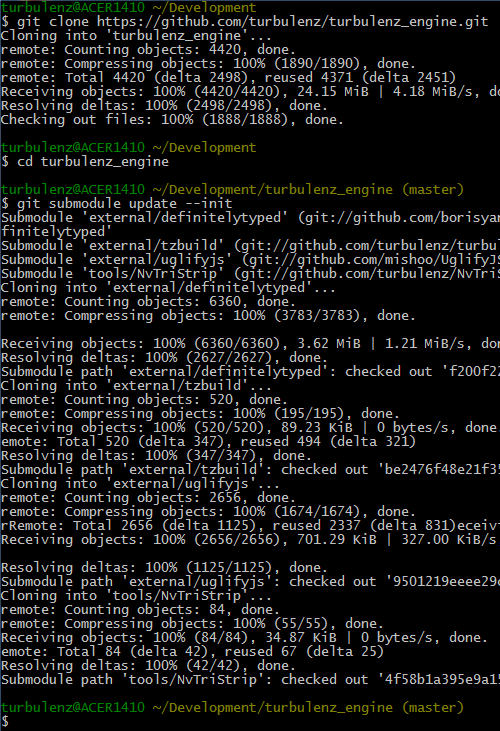 turbulenz@ACER1410 ~/Development
$ git clone https://github.com/turbulenz/turbulenz_engine.git
Cloning into 'turbulenz_engine'...
remote: Counting objects: 4420, done.
remote: Compressing objects: 100% (1890/1890), done.
remote: Total 4420 (delta 2498), reused 4371 (delta 2451)
Receiving objects: 100% (4420/4420), 24.15 MiB | 4.18 MiB/s, do
Resolving deltas: 100% (2498/2498), done.
Checking out files: 100% (1888/1888), done.
turbulenz@ACER1410 ~/Development
$ cd turbulenz_engine
turbulenz@ACER1410 ~/Development/turbulenz_engine (master)
$ git submodule update --init
Submodule 'external/definitelytyped' (git://github.com/borisyan
finitelytyped'
Submodule 'external/tzbuild' (git://github.com/turbulenz/turbul
Submodule 'external/uglifyjs' (git://github.com/mishoo/UglifyJS
Submodule 'tools/NvTriStrip' (git://github.com/turbulenz/NvTriS
Cloning into 'external/definitelytyped'...
remote: Counting objects: 6360, done.
remote: Compressing objects: 100% (3783/3783), done.
Receiving objects: 100% (6360/6360), 3.62 MiB | 1.21 MiB/s, don
Resolving deltas: 100% (2627/2627), done.
Submodule path 'external/definitelytyped': checked out 'f200f22
Cloning into 'external/tzbuild'...
remote: Counting objects: 520, done.
remote: Compressing objects: 100% (195/195), done.
Receiving objects: 100% (520/520), 89.23 KiB | 0 bytes/s, done.
emote: Total 520 (delta 347), reused 494 (delta 321)
Resolving deltas: 100% (347/347), done.
Submodule path 'external/tzbuild': checked out 'be2476f48e21f35
Cloning into 'external/uglifyjs'...
remote: Counting objects: 2656, done.
remote: Compressing objects: 100% (1674/1674), done.
rRemote: Total 2656 (delta 1125), reused 2337 (delta 831)eceivi
Receiving objects: 100% (2656/2656), 701.29 KiB | 327.00 KiB/s
Resolving deltas: 100% (1125/1125), done.
Submodule path 'external/uglifyjs': checked out '9501219eeee29c
Cloning into 'tools/NvTriStrip'...
remote: Counting objects: 84, done.
remote: Compressing objects: 100% (55/55), done.
Receiving objects: 100% (84/84), 34.87 KiB | 0 bytes/s, done.
emote: Total 84 (delta 42), reused 67 (delta 25)
Resolving deltas: 100% (42/42), done.
Submodule path 'tools/NvTriStrip': checked out '4f58b1a395e9a15
turbulenz@ACER1410 ~/Development/turbulenz_engine (master)
$